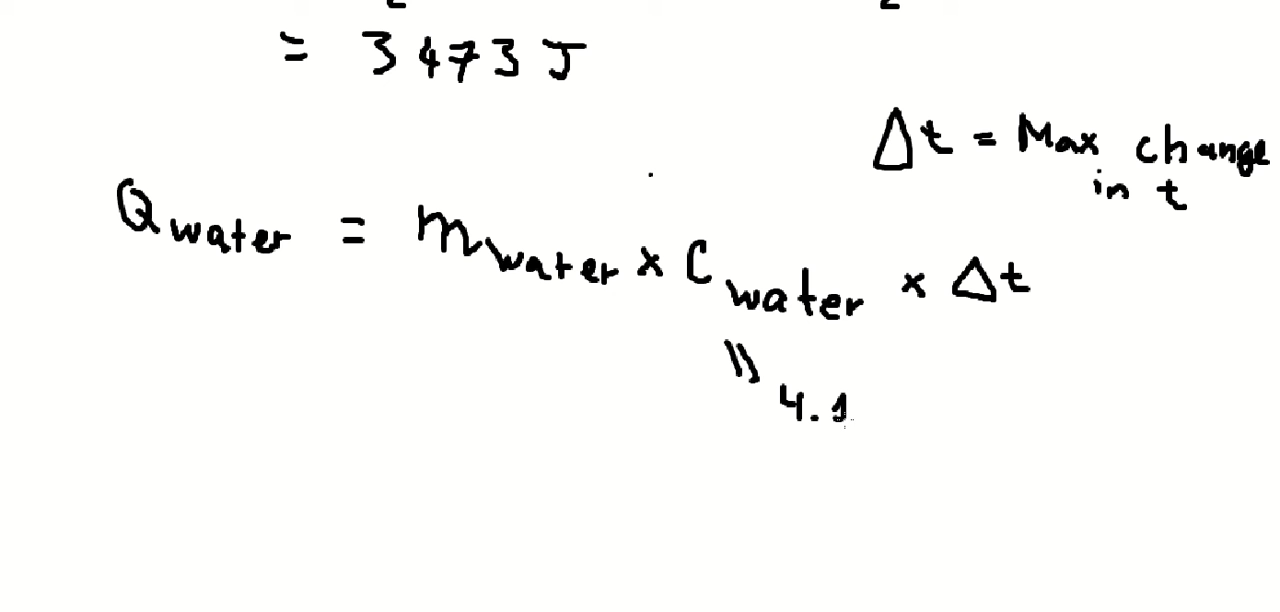 = 3473 J
Δt = Max change
in t
Qwater = mwater x Cwater x Δt
4.1